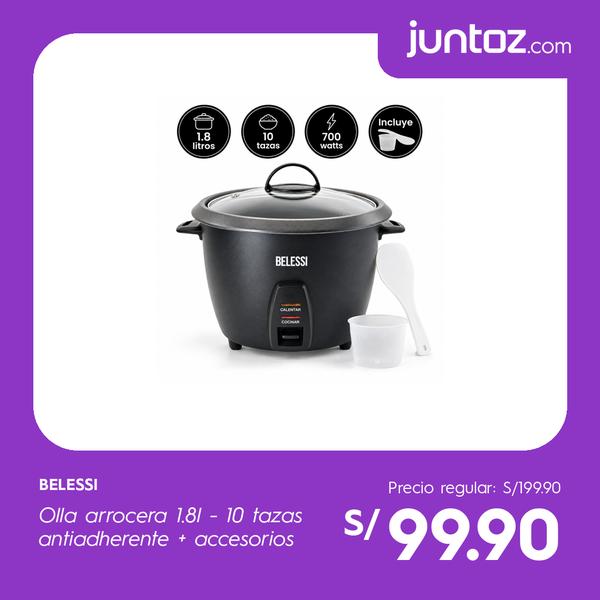 juntoz.com
1.8
litros
10
tazas
700
watts
Incluye
BELESSI
CALENTAR
COCINAR
BELESSI
Olla arrocera 1.8l - 10 tazas
antiadherente + accesorios
Precio regular: S/199.90
S/99.90